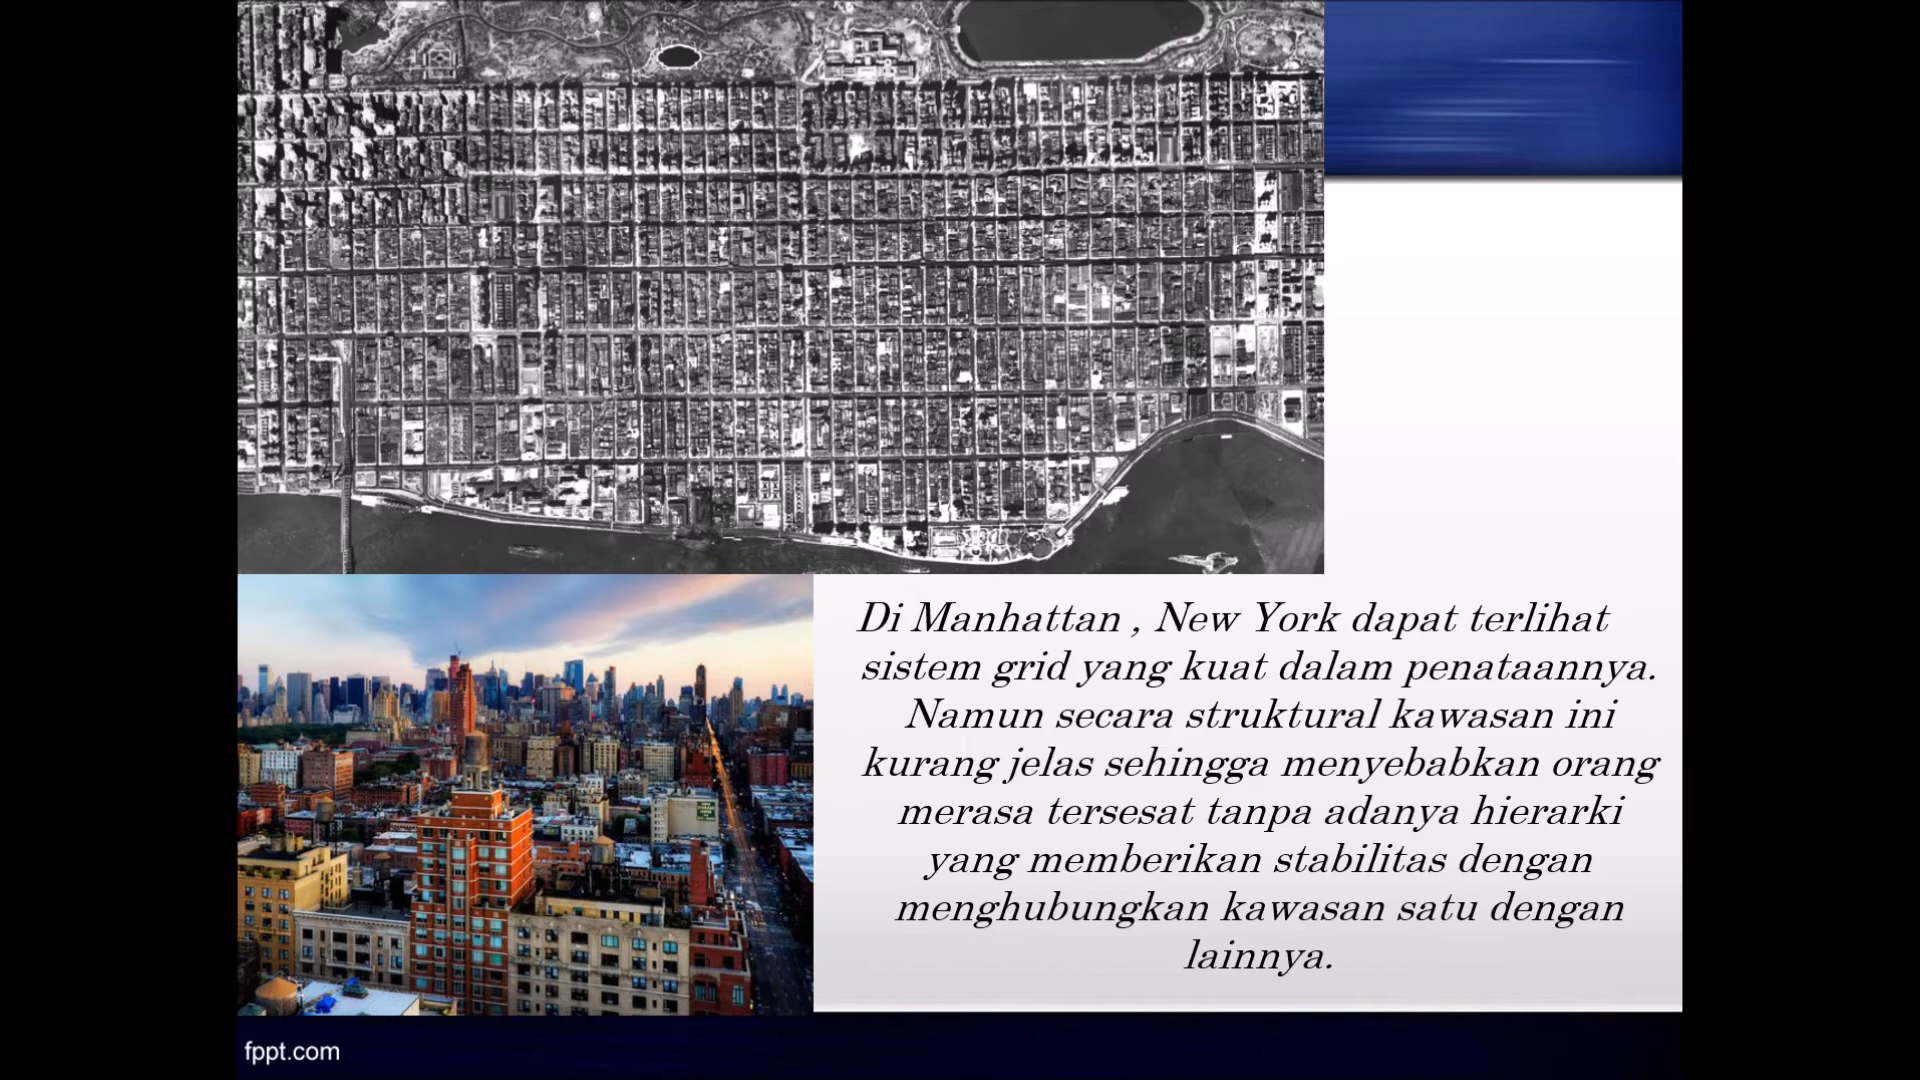 Di Manhattan , New York dapat terlihat
sistem grid yang kuat dalam penataannya.
Namun secara struktural kawasan ini
kurang jelas sehingga menyebabkan orang
merasa tersesat tanpa adanya hierarki
yang memberikan stabilitas dengan
menghubungkan kawasan satu dengan
lainnya.
fppt.com